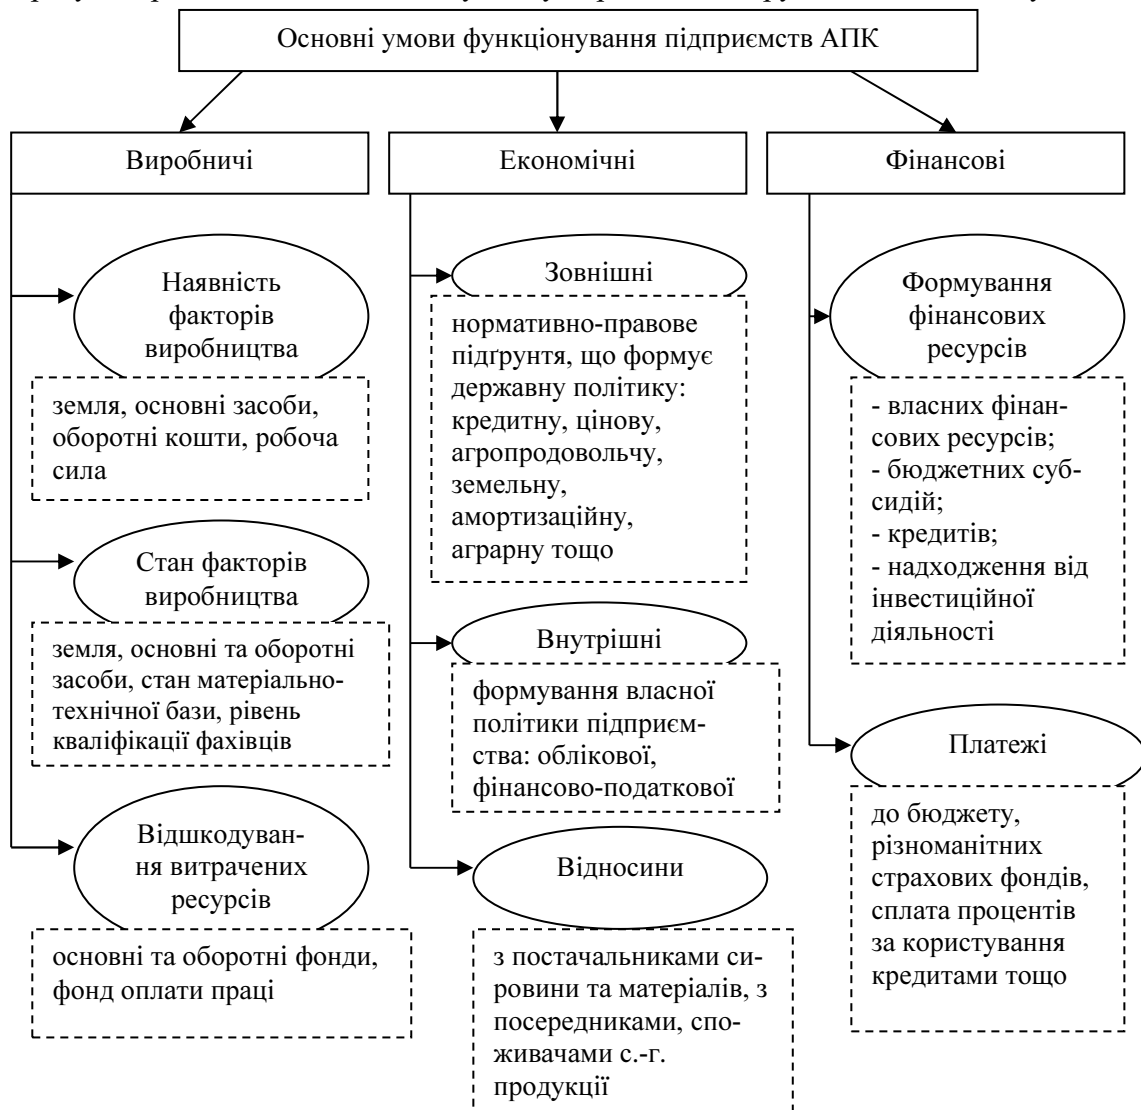 Основні умови функціонування підприємств АПК
Виробничі
Економічні
Фінансові
Наявність
факторів
виробництва
земля, основні засоби,
оборотні кошти, робоча
сила
Стан факторів
виробництва
земля, основні та оборотні
засоби, стан матеріально-
технічної бази, рівень
кваліфікації фахівців
Відшкодуван-
ня витрачених
ресурсів
основні та оборотні фонди,
фонд оплати праці
Зовнішні
нормативно-правове
підґрунтя, що формує
державну політику:
кредитну, цінову,
агропродовольчу,
земельну,
амортизаційну,
аграрну тощо
Внутрішні
формування власної
політики підприєм-
ства: облікової,
фінансово-податкової
Відносини
з постачальниками си-
ровини та матеріалів, з
посередниками, спо-
живачами с.-г.
продукції
Формування
фінансових
ресурсів
- власних фінан-
сових ресурсів;
- бюджетних суб-
сидій;
- кредитів;
- надходження від
інвестиційної
діяльності
Платежі
до бюджету,
різноманітних
страхових фондів,
сплата процентів
за користування
кредитами тощо